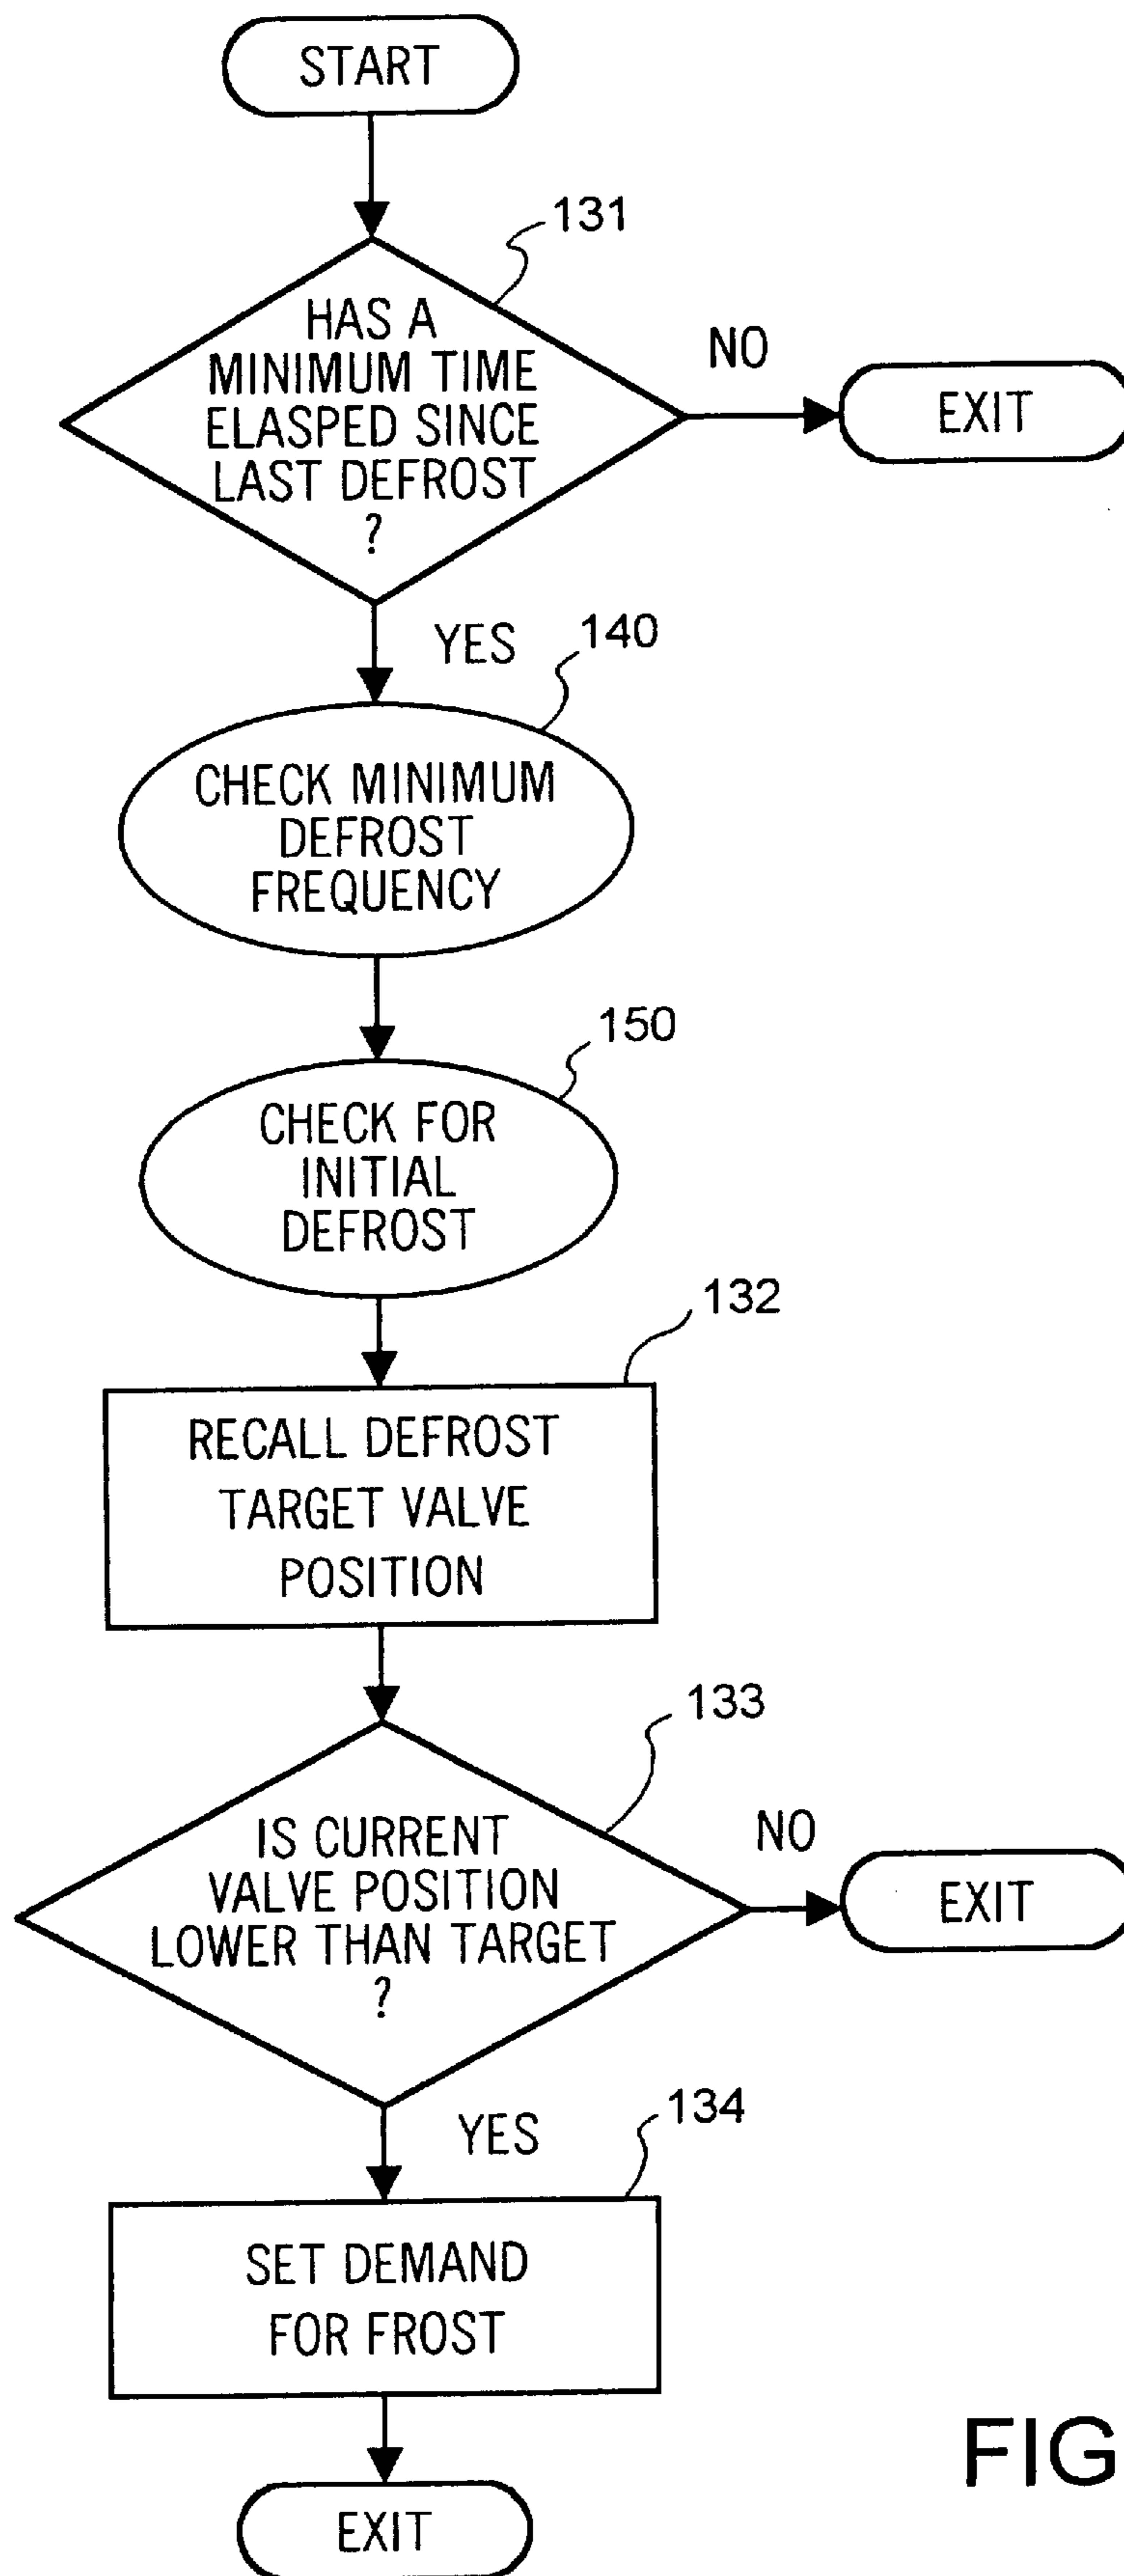 START
131
HAS A
MINIMUM TIME
ELASPED SINCE
LAST DEFROST
?
NO
EXIT
YES
140
CHECK MINIMUM
DEFROST
FREQUENCY
150
CHECK FOR
INITIAL
DEFROST
132
RECALL DEFROST
TARGET VALVE
POSITION
133
IS CURRENT
VALVE POSITION
LOWER THAN TARGET
?
NO
EXIT
YES
134
SET DEMAND
FOR FROST
EXIT
FIG